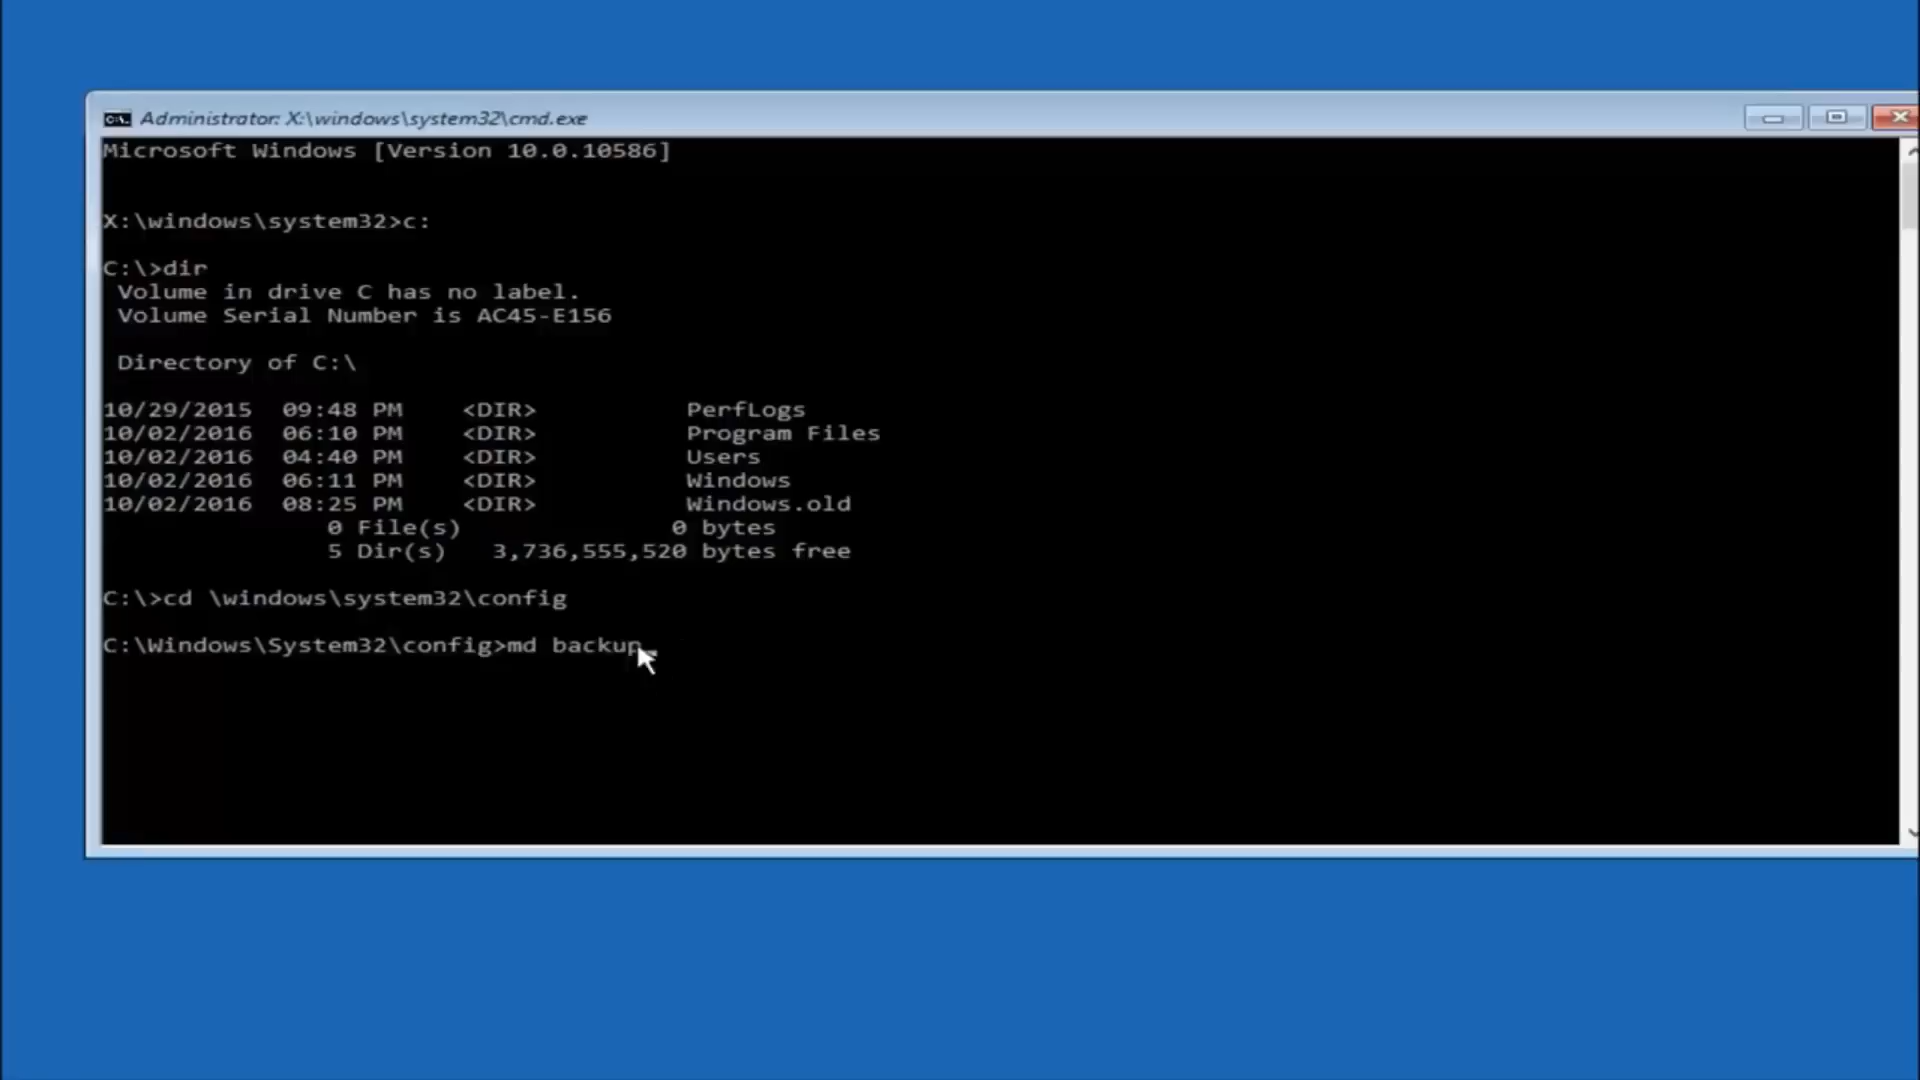 Administrator: X:\windows\system32\cmd.exe
Microsoft Windows [Version 10.0.10586]
X:\windows\system32>c:
C:\>dir
Volume in drive C has no label.
Volume Serial Number is AC45-E156
Directory of C:\
10/29/2015  09:48 PM    <DIR>          PerfLogs
10/02/2016  06:10 PM    <DIR>          Program Files
10/02/2016  04:40 PM    <DIR>          Users
10/02/2016  06:11 PM    <DIR>          Windows
10/02/2016  08:25 PM    <DIR>          Windows.old
0 File(s)              0 bytes
5 Dir(s)   3,736,555,520 bytes free
C:\>cd \windows\system32\config
C:\Windows\System32\config>md backup